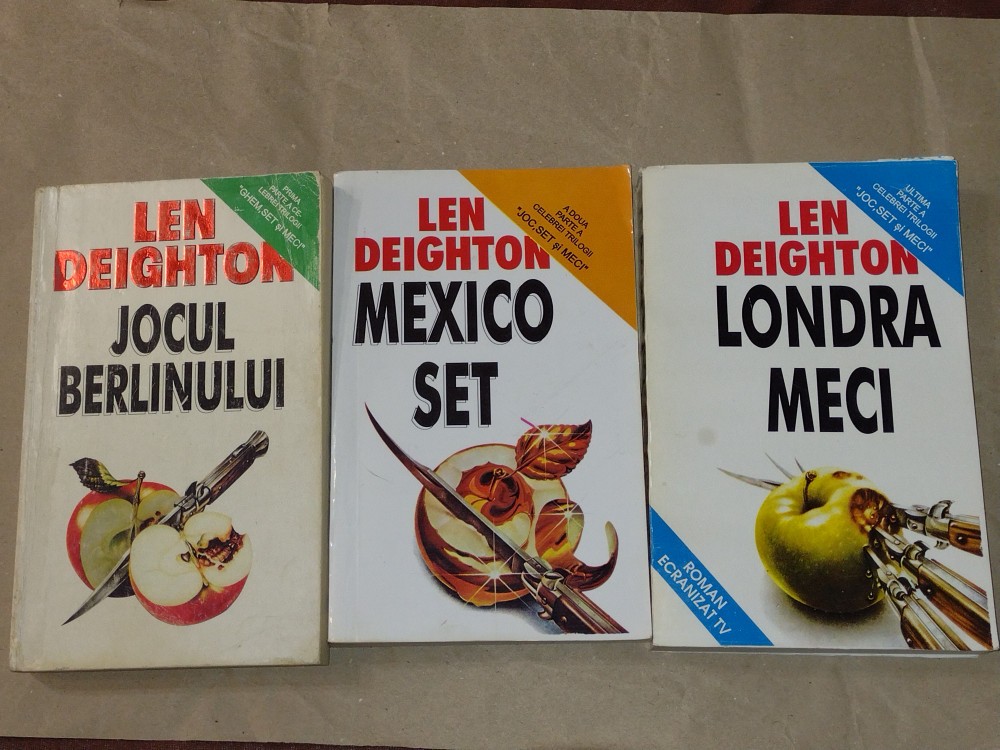 PRIMA
PARTE A CE-
LEBREI TRILOGII
"GHEM, SET și MECI"
LEN
DEIGHTON
JOCUL
BERLINULUI
A DOUA
PARTE A
CELEBREI TRILOGII
"JOC, SET și MECI"
LEN
DEIGHTON
MEXICO
SET
ULTIMA
PARTE A
CELEBREI TRILOGII
"JOC, SET și MECI"
LEN
DEIGHTON
LONDRA
MECI
ROMAN
ECRANIZAT TV